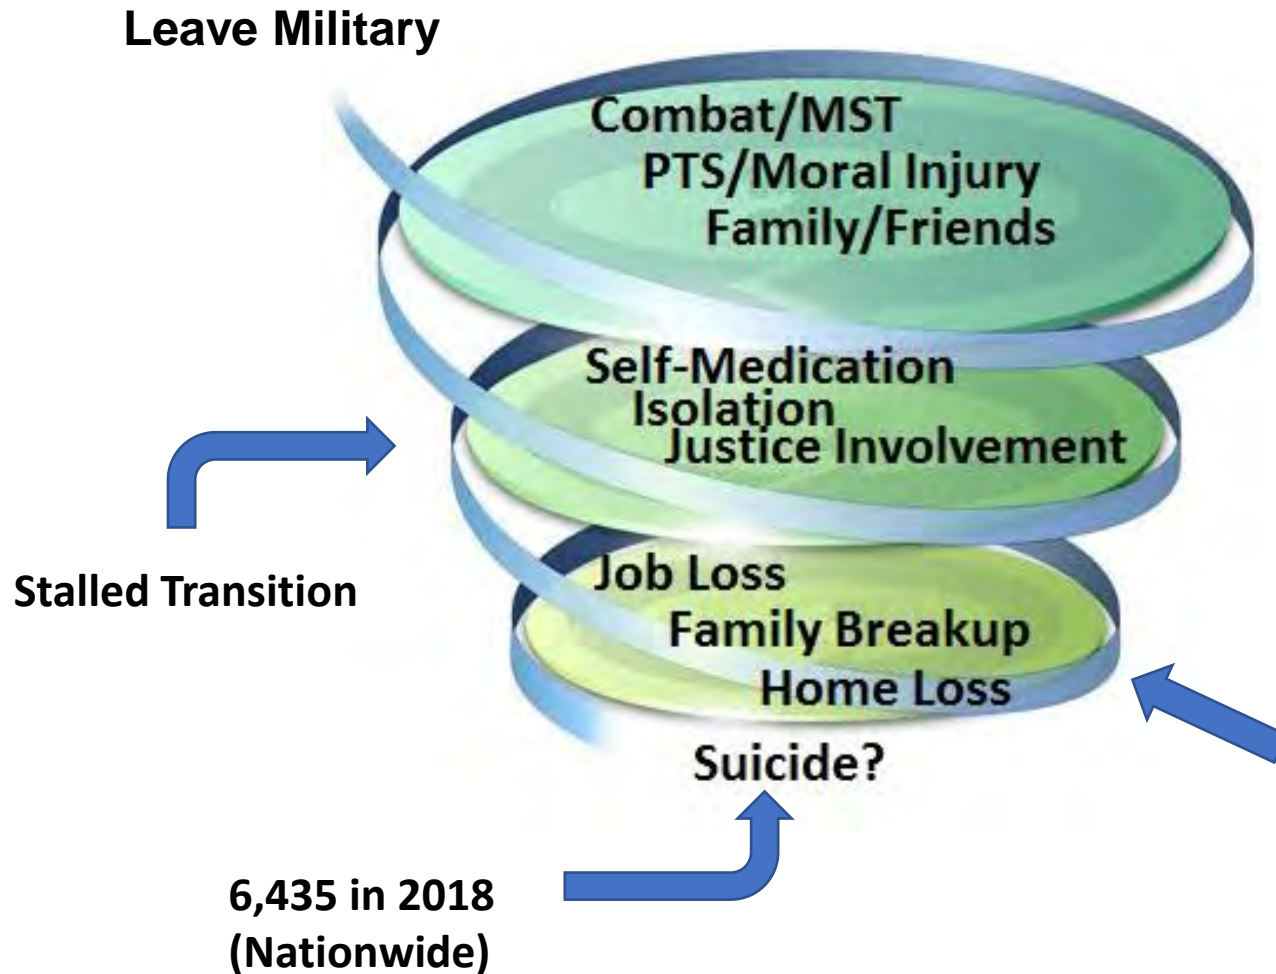 Leave Military
Combat/MST
PTS/Moral Injury
Family/Friends
Self-Medication
Isolation
Justice Involvement
Stalled Transition
Job Loss
Family Breakup
Home Loss
Suicide?
6,435 in 2018
(Nationwide)